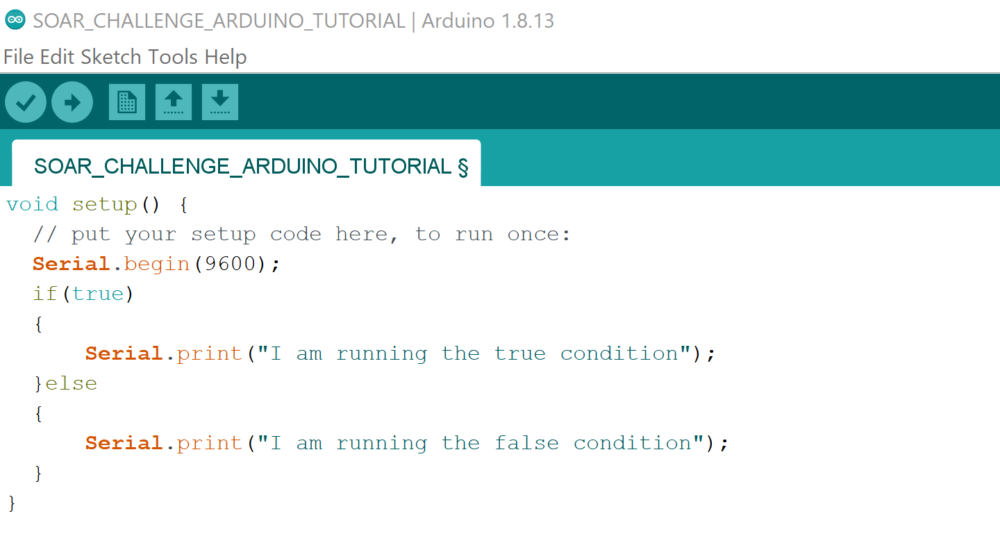 SOAR_CHALLENGE_ARDUINO_TUTORIAL | Arduino 1.8.13
File Edit Sketch Tools Help
SOAR_CHALLENGE_ARDUINO_TUTORIAL §
void setup() {
  // put your setup code here, to run once:
  Serial.begin(9600);
  if(true)
  {
      Serial.print("I am running the true condition");
  }else
  {
      Serial.print("I am running the false condition");
  }
}